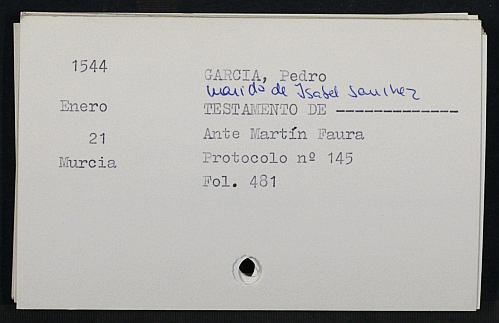 1544
GARCIA, Pedro
marido de Isabel Sanchez
Enero
TESTAMENTO DE -------------
21
Ante Martín Faura
Murcia
Protocolo nº 145
Fol. 481